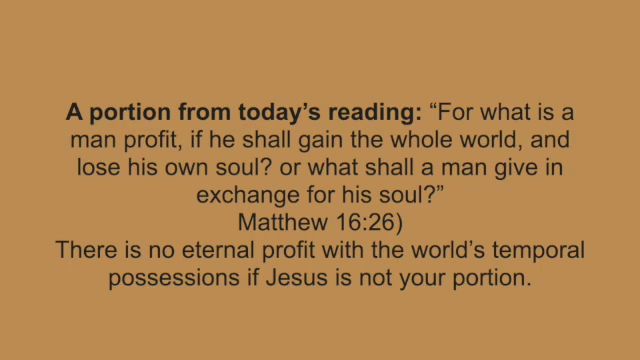 A portion from today’s reading: “For what is a
man profit, if he shall gain the whole world, and
lose his own soul? or what shall a man give in
exchange for his soul?”
Matthew 16:26)
There is no eternal profit with the world’s temporal
possessions if Jesus is not your portion.